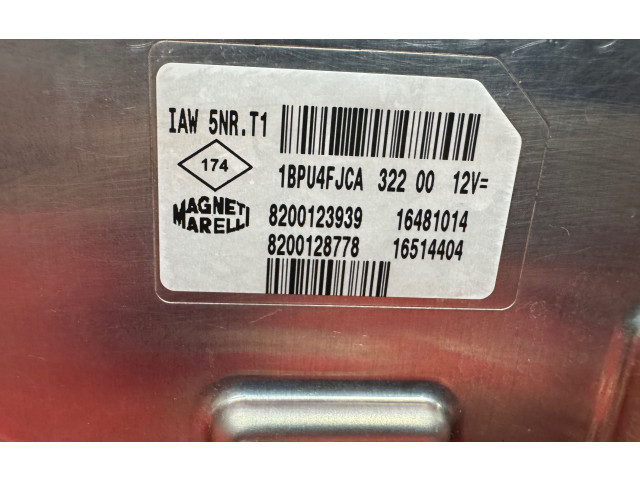 IAW 5NR.T1
174
1BPU4FJCA 322 00 12V=
MAGNETI MARELLI
8200123939 16481014
8200128778 16514404